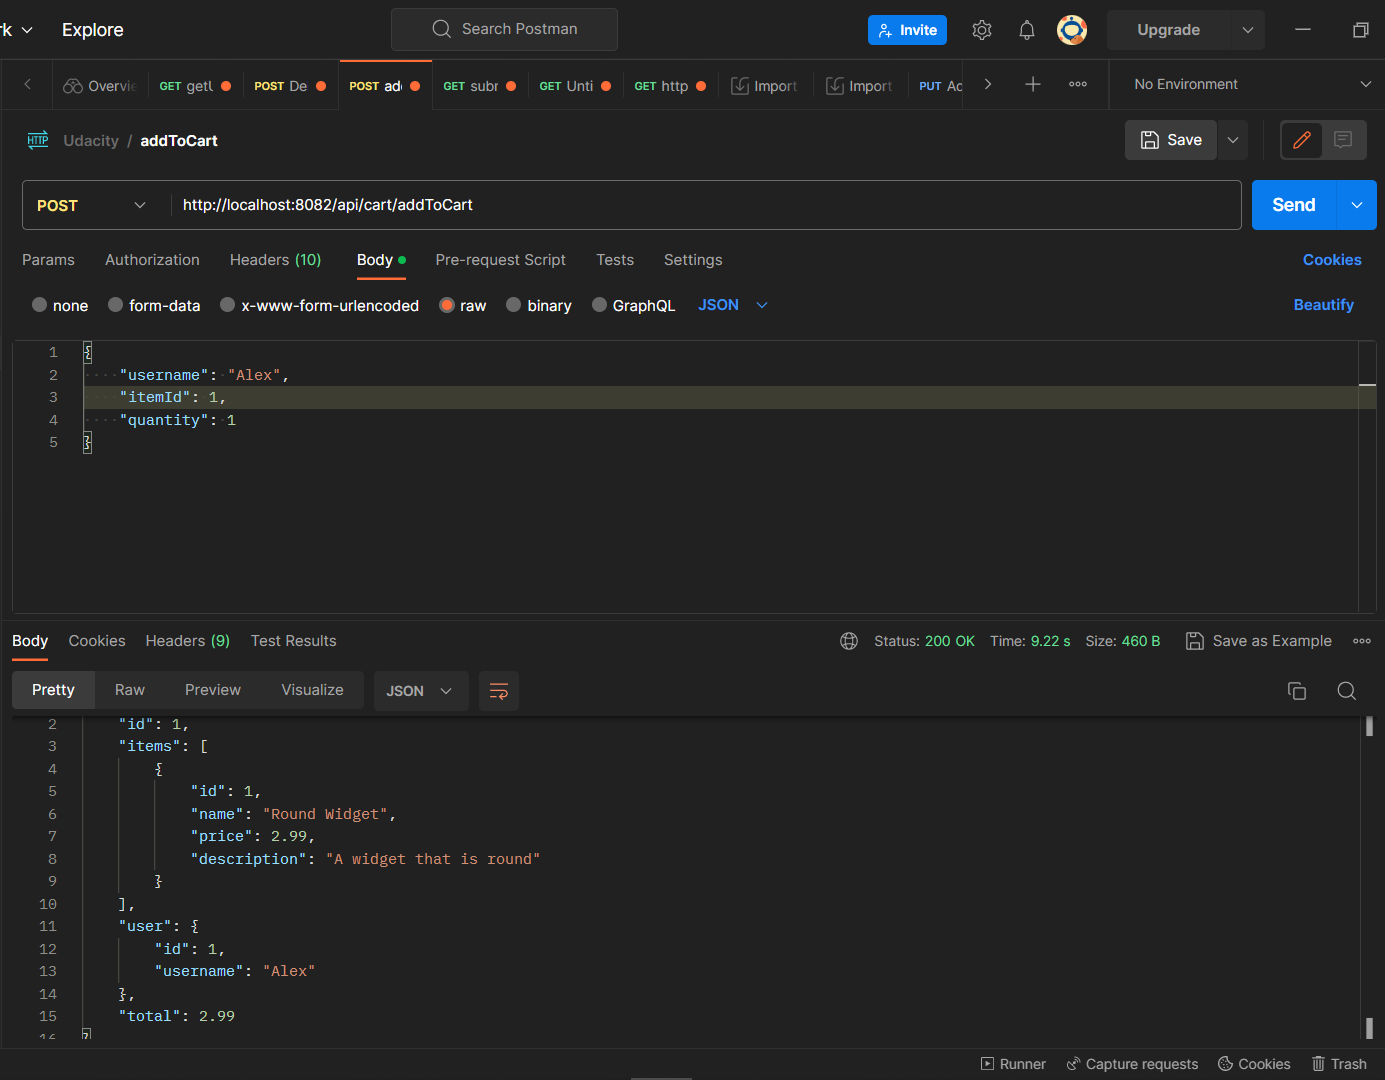 rk Explore Search Postman Invite Upgrade
Overvie GET getU POST De POST add GET subr GET Unti GET http Import Import PUT Ac No Environment
HTTP Udacity / addToCart Save
POST http://localhost:8082/api/cart/addToCart Send
Params Authorization Headers (10) Body Pre-request Script Tests Settings Cookies
none form-data x-www-form-urlencoded raw binary GraphQL JSON Beautify
1 {
2 "username": "Alex",
3 "itemId": 1,
4 "quantity": 1
5 }
Body Cookies Headers (9) Test Results Status: 200 OK Time: 9.22 s Size: 460 B Save as Example
Pretty Raw Preview Visualize JSON
2 "id": 1,
3 "items": [
4 {
5 "id": 1,
6 "name": "Round Widget",
7 "price": 2.99,
8 "description": "A widget that is round"
9 }
10 ],
11 "user": {
12 "id": 1,
13 "username": "Alex"
14 },
15 "total": 2.99
16 }
Runner Capture requests Cookies Trash